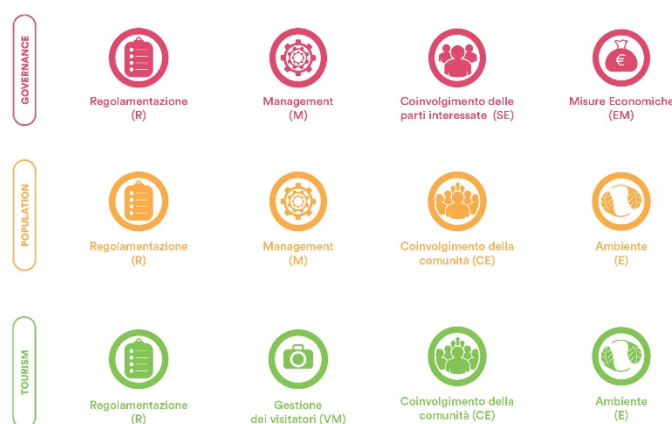 GOVERNANCE
Regolamentazione
(R)
Management
(M)
Coinvolgimento delle
parti interessate (SE)
€
Misure Economiche
(EM)
POPULATION
Regolamentazione
(R)
Management
(M)
Coinvolgimento della
comunità (CE)
Ambiente
(E)
TOURISM
Regolamentazione
(R)
Gestione
dei visitatori (VM)
Coinvolgimento della
comunità (CE)
Ambiente
(E)